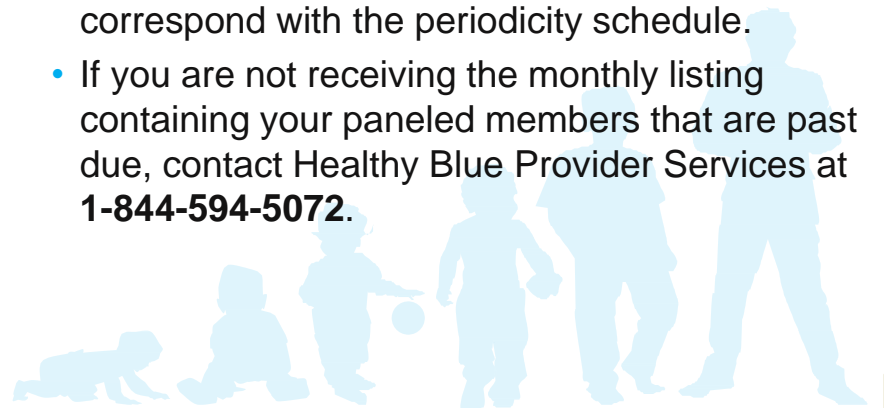 correspond with the periodicity schedule.
• If you are not receiving the monthly listing
containing your paneled members that are past
due, contact Healthy Blue Provider Services at
1-844-594-5072.